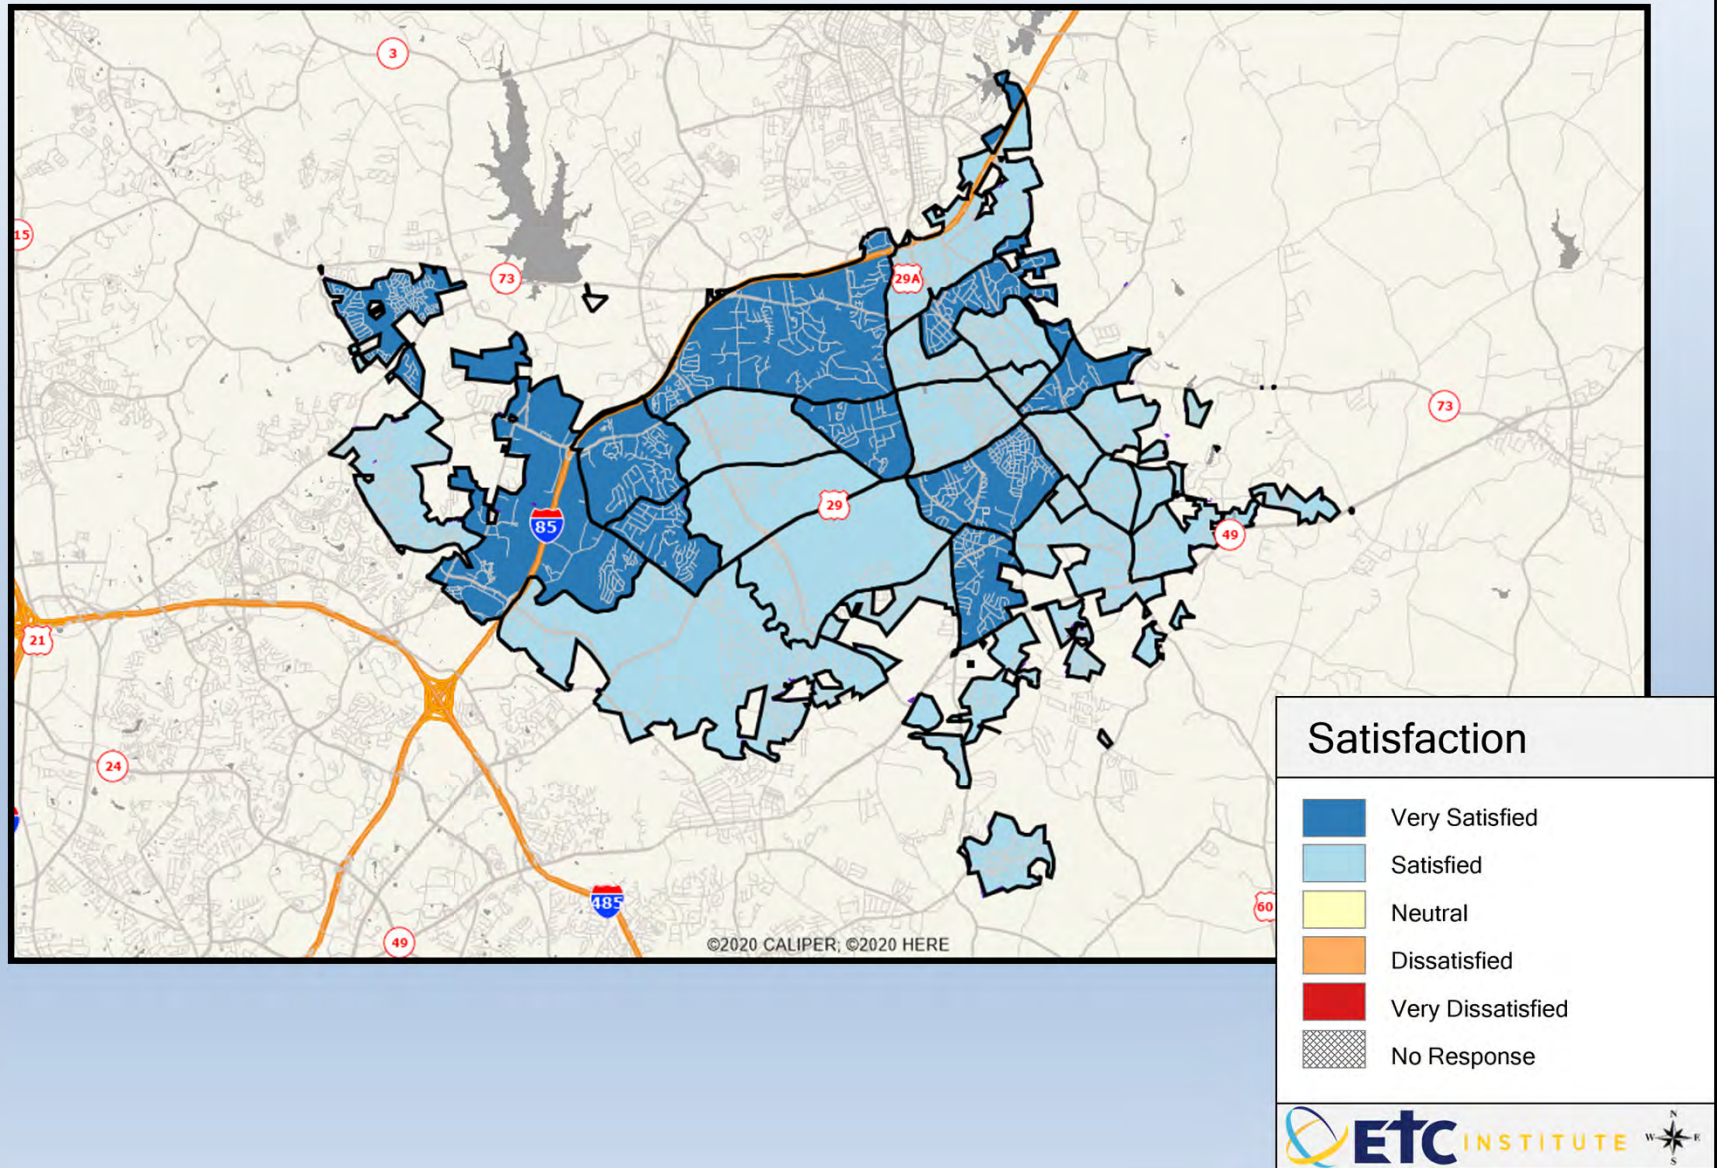 3
15
73
29A
73
29
85
49
21
24
485
60
49
©2020 CALIPER; ©2020 HERE
Satisfaction
Very Satisfied
Satisfied
Neutral
Dissatisfied
Very Dissatisfied
No Response
ETC INSTITUTE
N
W E
S